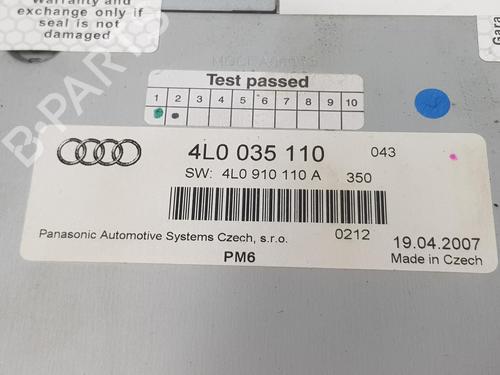 Warranty and
exchange only if
seal is not
damaged
Garan
Test passed
1 2 3 4 5 6 7 8 9 10
4L0 035 110 043
SW: 4L0 910 110 A 350
Panasonic Automotive Systems Czech, s.r.o. 0212 19.04.2007
PM6 Made in Czech
B-PARTS